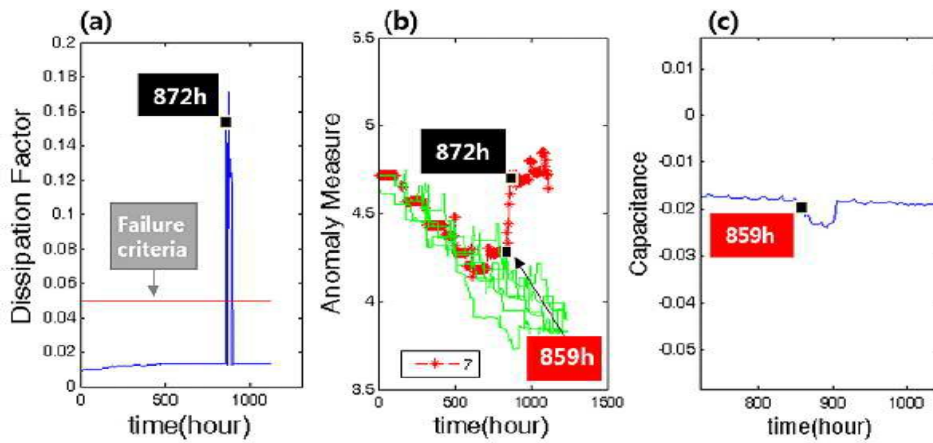 (a)
Dissipation Factor
0.2
0.18
0.16
0.14
0.12
0.1
0.08
0.06
0.04
0.02
0
872h
Failure
criteria
0 500 1000
time(hour)
(b)
Anomaly Measure
5.5
5
4.5
4
3.5
872h
859h
7
0 500 1000 1500
time(hour)
(c)
Capacitance
0.01
0
-0.01
-0.02
-0.03
-0.04
-0.05
859h
800 900 1000
time(hour)